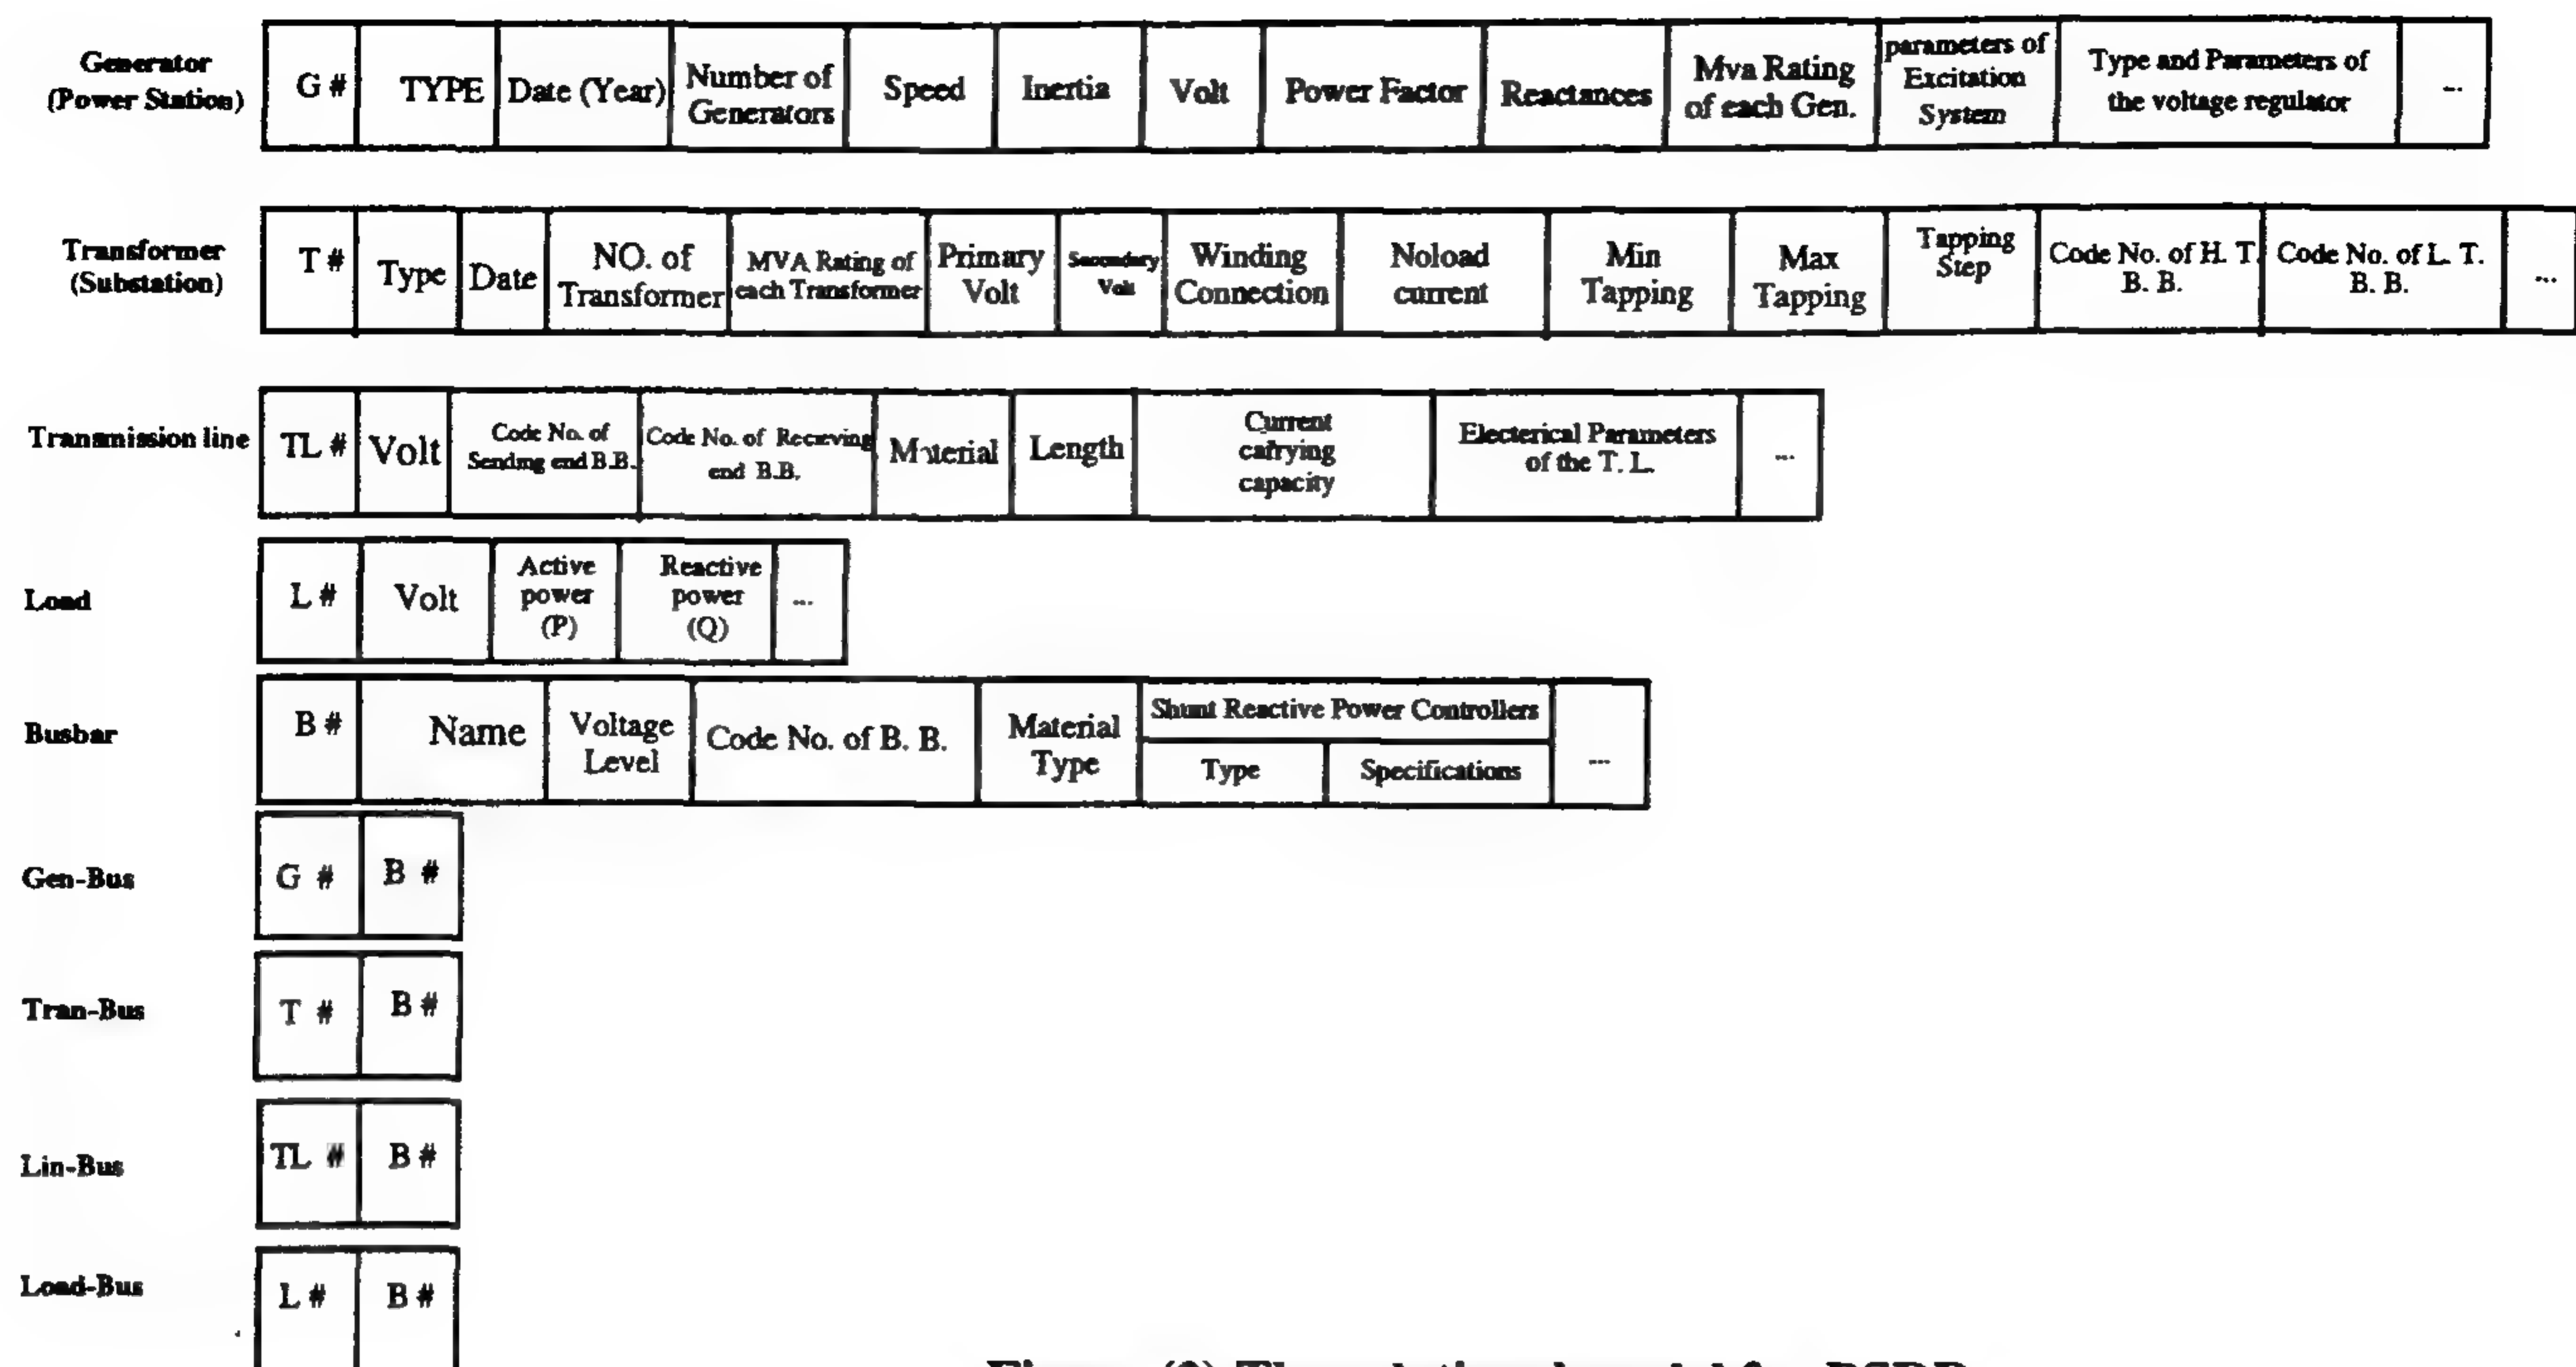 Generator
(Power Station)
G #
TYPE
Date (Year)
Number of
Generators
Speed
Inertia
Volt
Power Factor
Reactances
Mva Rating
of each Gen.
parameters of
Excitation
System
Type and Parameters of
the voltage regulator
...
Transformer
(Substation)
T #
Type
Date
NO. of
Transformer
MVA Rating of
each Transformer
Primary
Volt
Secondary
Volt
Winding
Connection
Noload
current
Min
Tapping
Max
Tapping
Tapping
Step
Code No. of H. T.
B. B.
Code No. of L. T.
B. B.
...
Transmission line
TL #
Volt
Code No. of
Sending end B.B.
Code No. of Recieving
end B.B.
Material
Length
Current
carrying
capacity
Electerical Parameters
of the T. L.
...
Load
L #
Volt
Active
power
(P)
Reactive
power
(Q)
...
Busbar
B #
Name
Voltage
Level
Code No. of B. B.
Material
Type
Shunt Reactive Power Controllers
Type
Specifications
...
Gen-Bus
G #
B #
Tran-Bus
T #
B #
Lin-Bus
TL #
B #
Load-Bus
L #
B #